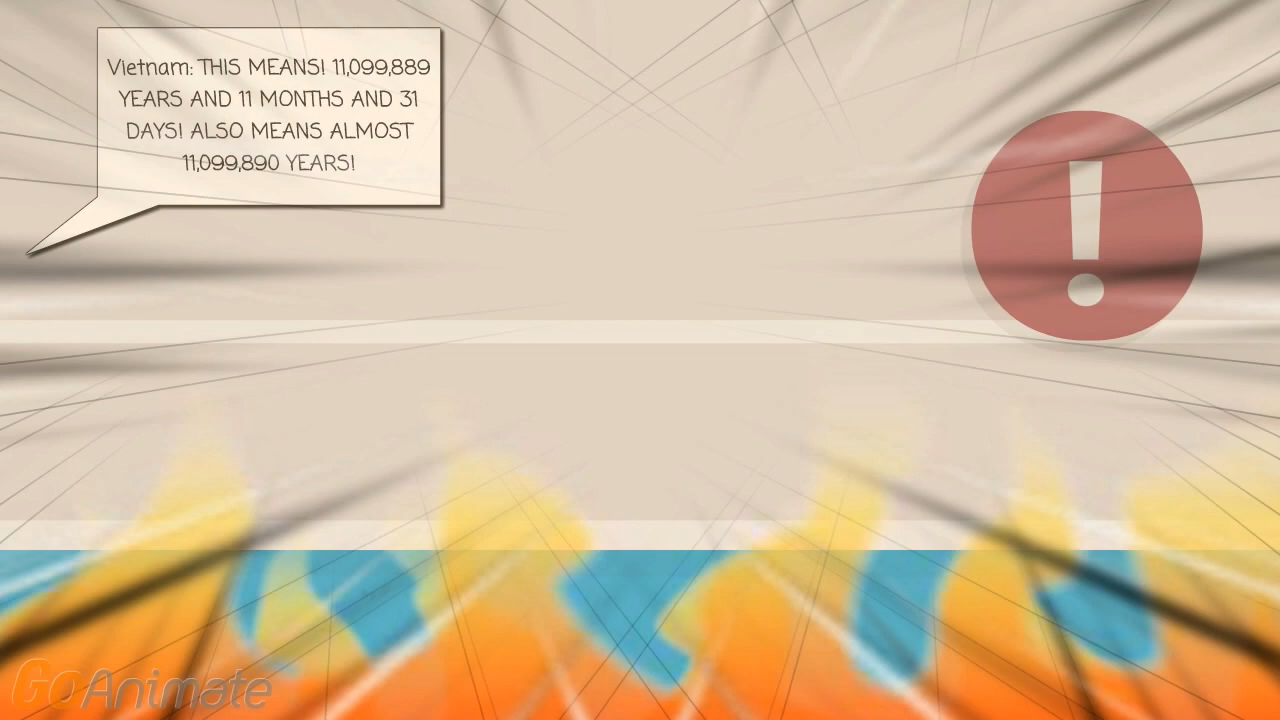 Vietnam: THIS MEANS! 11,099,889
YEARS AND 11 MONTHS AND 31
DAYS! ALSO MEANS ALMOST
11,099,890 YEARS!
!
GoAnimate